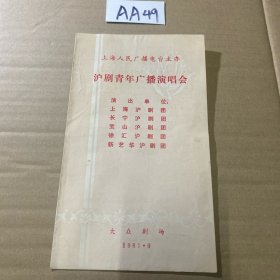 AA49
上海人民广播电台主办
沪剧青年广播演唱会
演出单位：
上海沪剧团
长宁沪剧团
宝山沪剧团
徐汇沪剧团
新艺华沪剧团
大众剧场
1981·9